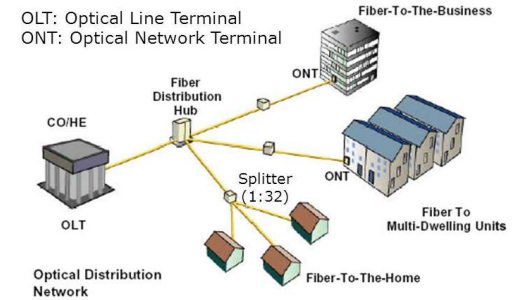 OLT: Optical Line Terminal
ONT: Optical Network Terminal
Fiber-To-The-Business
ONT
Fiber
Distribution
Hub
CO/HE
OLT
Splitter
(1:32)
ONT
Fiber To
Multi-Dwelling Units
Fiber-To-The-Home
Optical Distribution
Network